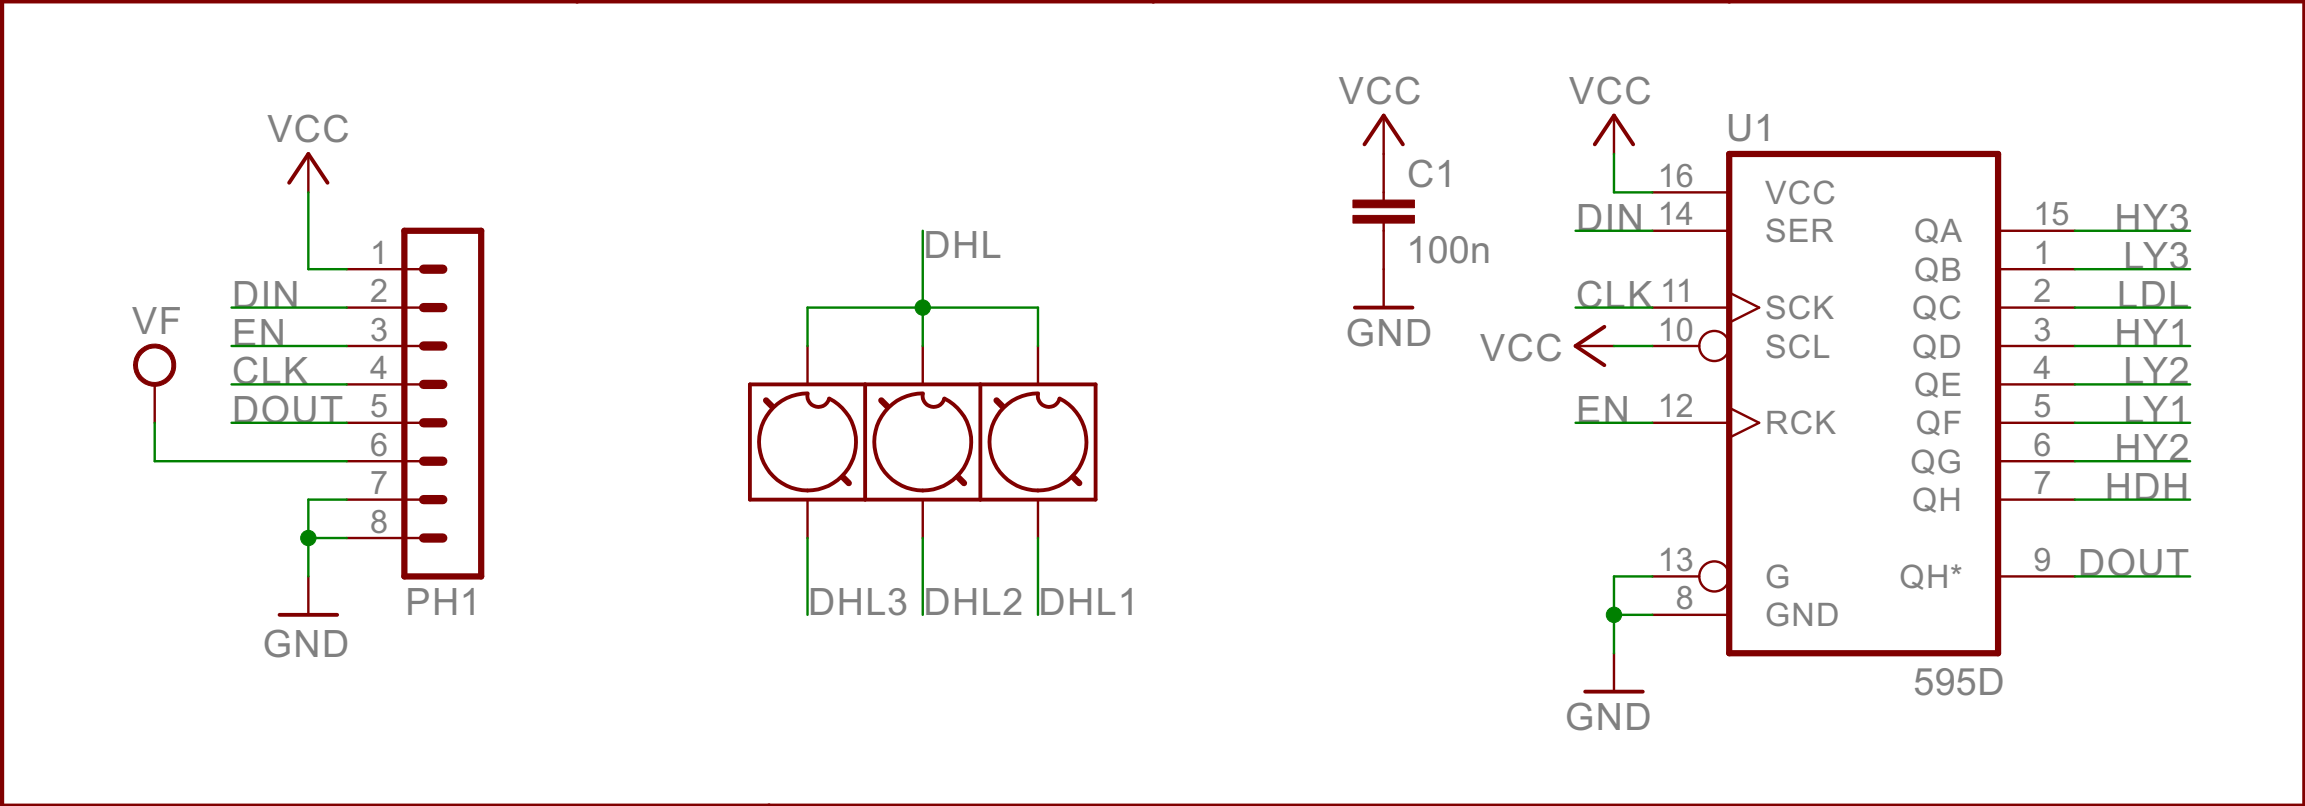 VCC
1
DIN 2
EN 3
VF
CLK 4
DOUT 5
6
7
8
PH1
GND
DHL
DHL3 DHL2 DHL1
VCC
C1
100n
GND
VCC
U1
16 VCC
DIN 14 SER
CLK 11 SCK
VCC 10 SCL
EN 12 RCK
13 G
8 GND
GND
QA 15 HY3
QB 1 LY3
QC 2 LDL
QD 3 HY1
QE 4 LY2
QF 5 LY1
QG 6 HY2
QH 7 HDH
QH* 9 DOUT
595D